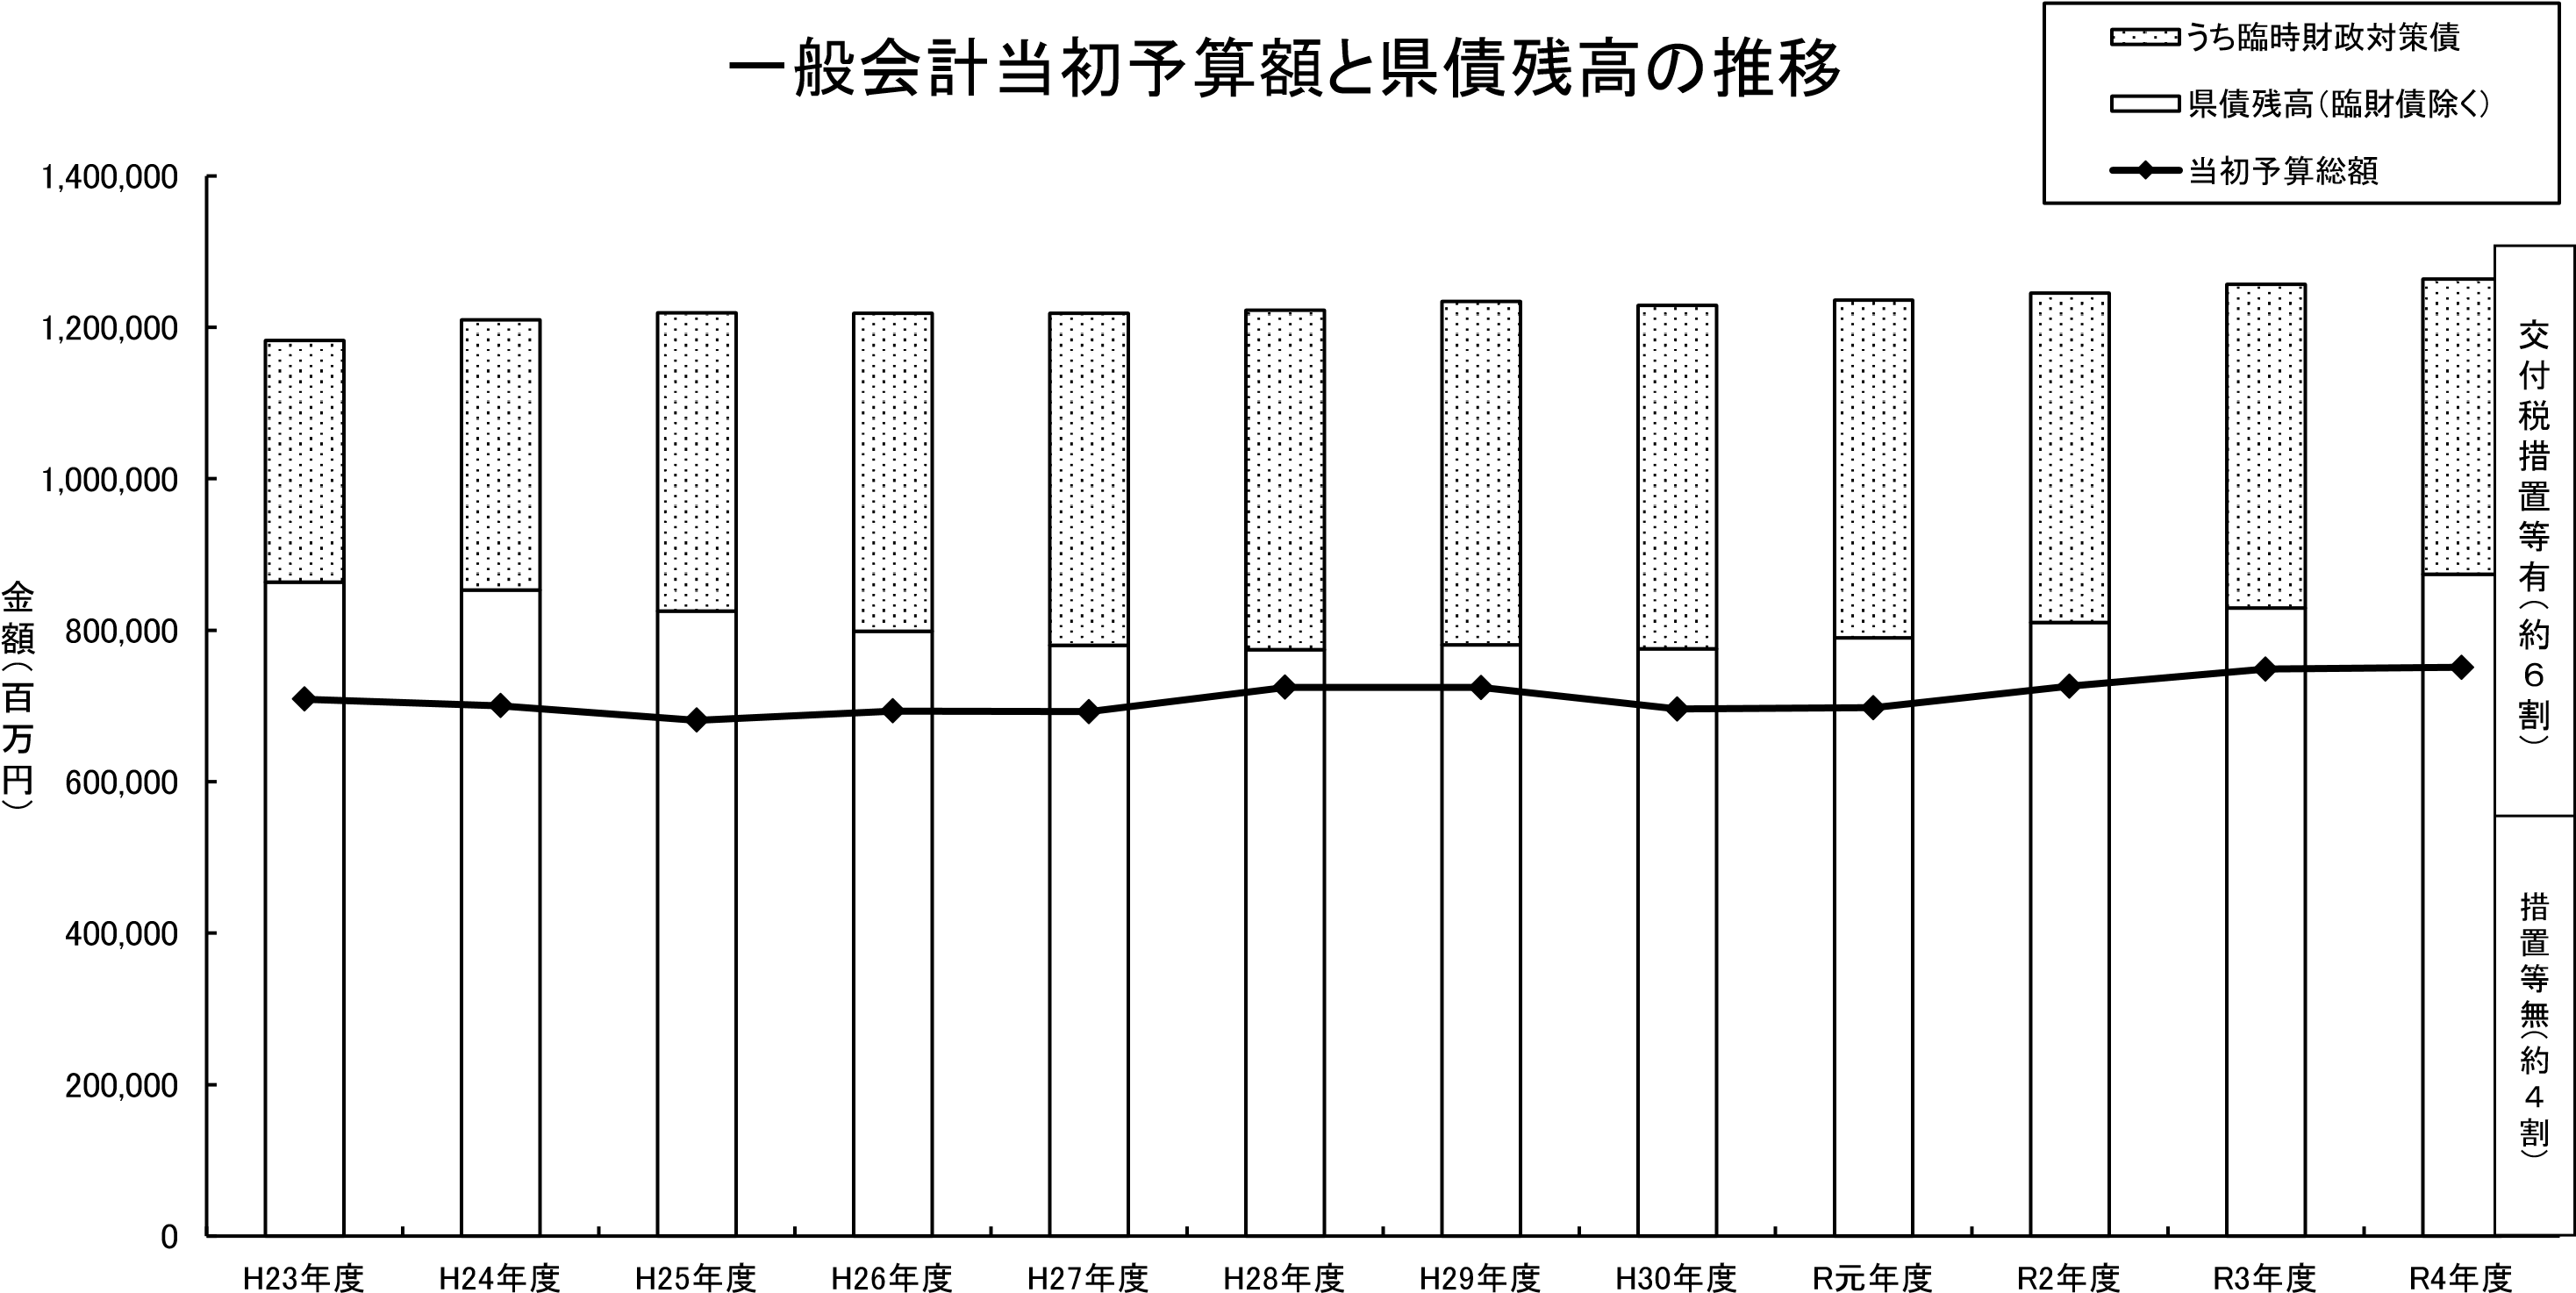 一般会計当初予算額と県債残高の推移
うち臨時財政対策債
県債残高(臨財債除く)
当初予算総額
1,400,000
1,200,000
1,000,000
800,000
600,000
400,000
200,000
0
金額(百万円)
H23年度
H24年度
H25年度
H26年度
H27年度
H28年度
H29年度
H30年度
R元年度
R2年度
R3年度
R4年度
交付税措置等有(約6割)
措置等無(約4割)